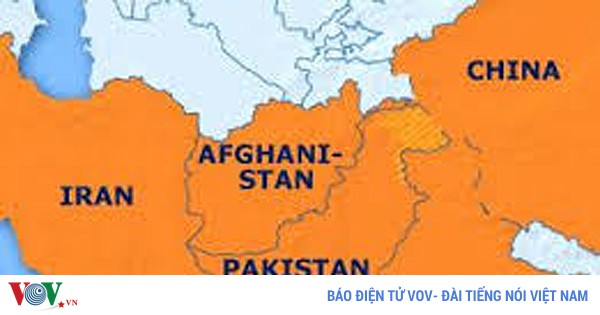 CHINA
AFGHANI-
STAN
IRAN
PAKISTAN
VOV.VN
BÁO ĐIỆN TỬ VOV- ĐÀI TIẾNG NÓI VIỆT NAM